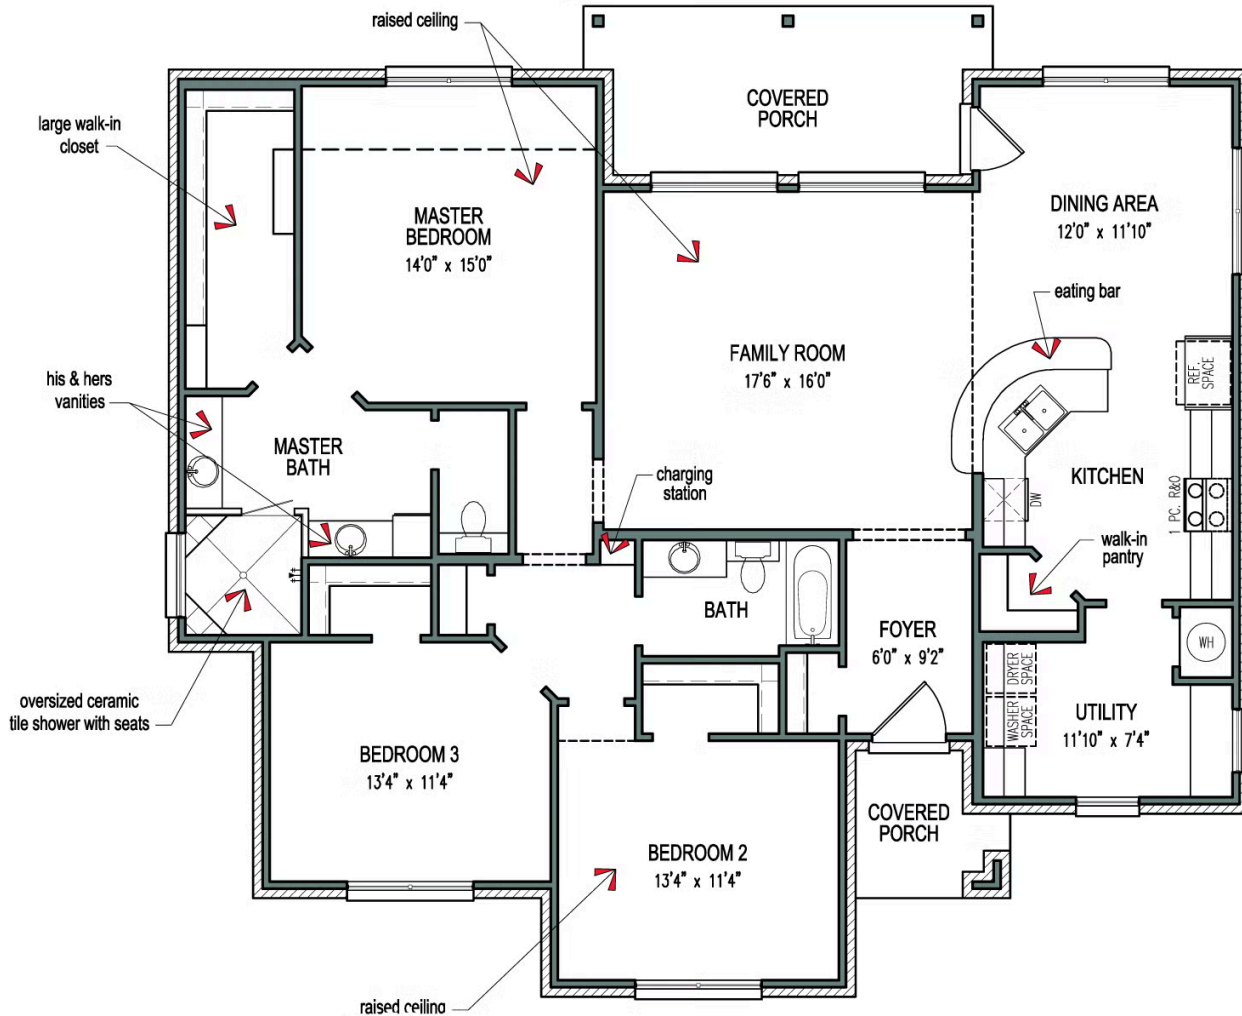 raised ceiling
COVERED
PORCH
large walk-in
closet
MASTER
BEDROOM
14'0" x 15'0"
DINING AREA
12'0" x 11'10"
eating bar
FAMILY ROOM
17'6" x 16'0"
REF.
SPACE
his & hers
vanities
MASTER
BATH
charging
station
KITCHEN
DW
1 PC. R&O
walk-in
pantry
BATH
FOYER
6'0" x 9'2"
WH
DRYER
SPACE
WASHER
SPACE
oversized ceramic
tile shower with seats
UTILITY
11'10" x 7'4"
BEDROOM 3
13'4" x 11'4"
COVERED
PORCH
BEDROOM 2
13'4" x 11'4"
raised ceiling